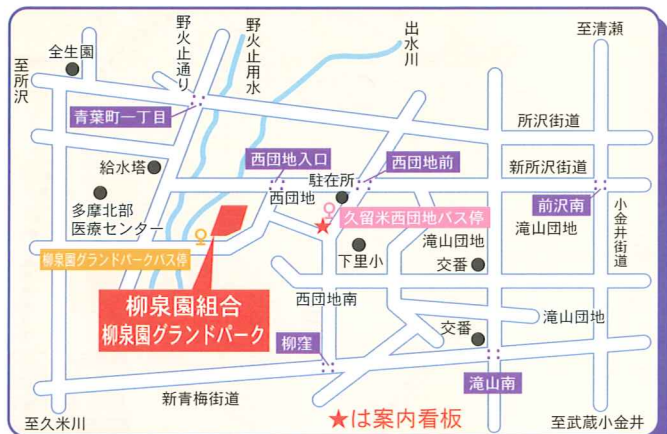 至所沢
全生園
野火止通り
野火止用水
出水川
至清瀬
青葉町一丁目
所沢街道
給水塔
西団地入口
西団地前
新所沢街道
駐在所
西団地
多摩北部
医療センター
久留米西団地バス停
前沢南
小金井街道
滝山団地
滝山団地
柳泉園グランドパークバス停
下里小
交番
柳泉園組合
柳泉園グランドパーク
西団地南
滝山団地
交番
柳窪
滝山南
新青梅街道
至久米川
★は案内看板
至武蔵小金井